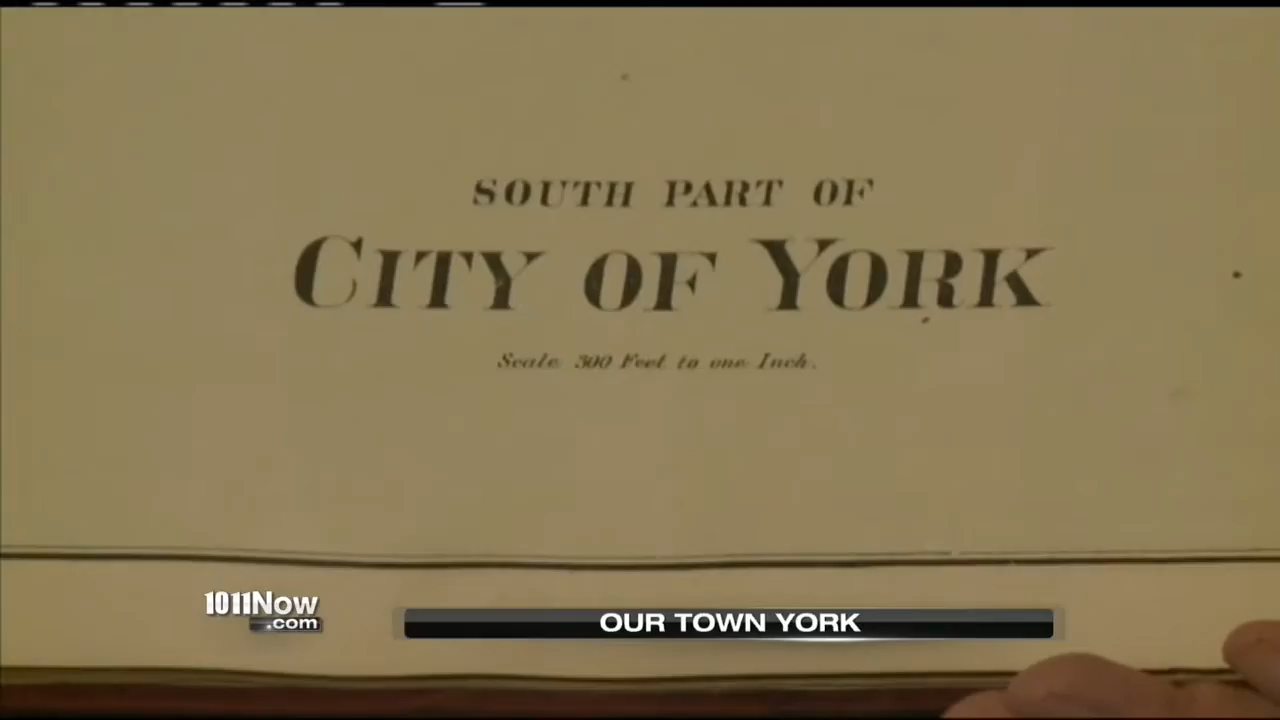 SOUTH PART OF
CITY OF YORK
Scale 300 Feet to one Inch.
1011Now
.com
OUR TOWN YORK